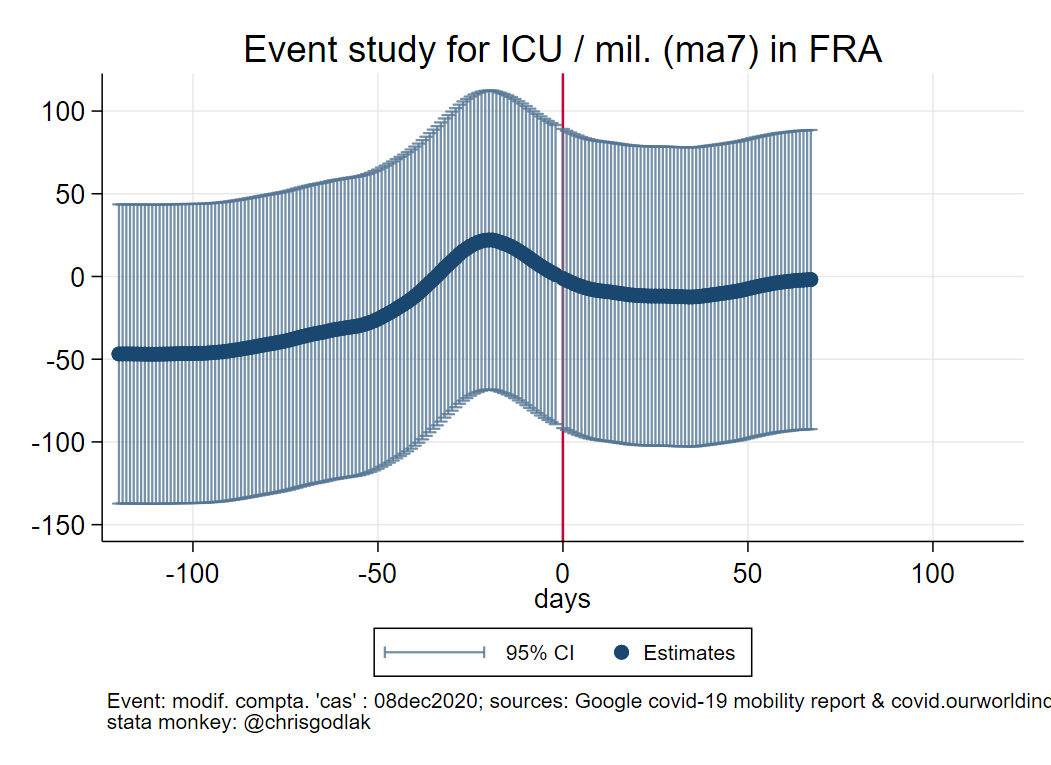 Event study for ICU / mil. (ma7) in FRA
100
50
0
-50
-100
-150
-100 -50 0 50 100
days
95% CI Estimates
Event: modif. compta. 'cas' : 08dec2020; sources: Google covid-19 mobility report & covid.ourworldind
stata monkey: @chrisgodlak